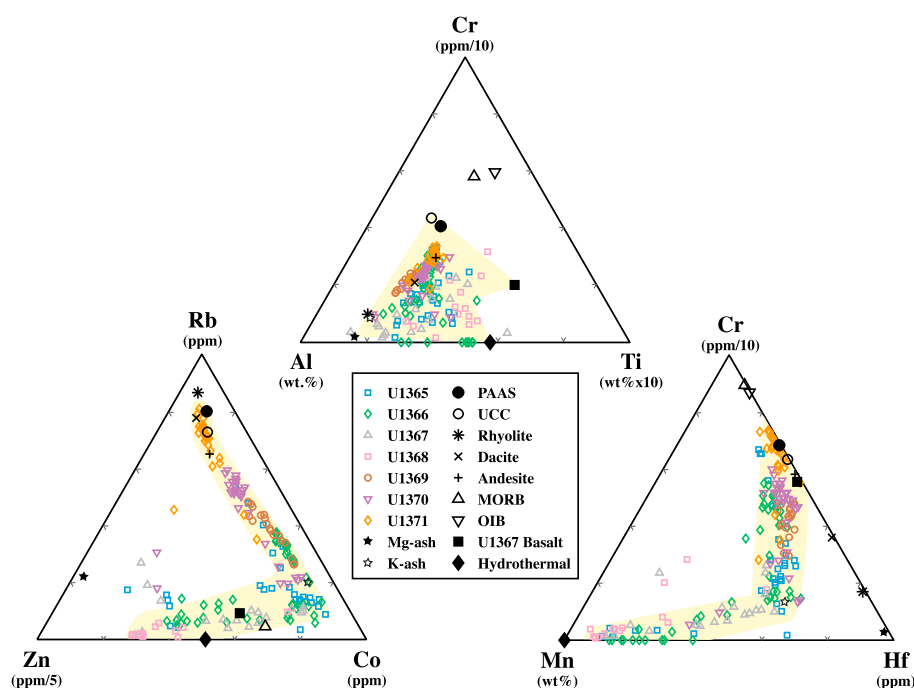 Cr
(ppm/10)
Al
(wt.%)
Ti
(wt%x10)
Rb
(ppm)
Zn
(ppm/5)
Co
(ppm)
Cr
(ppm/10)
Mn
(wt%)
Hf
(ppm)
U1365
U1366
U1367
U1368
U1369
U1370
U1371
Mg-ash
K-ash
PAAS
UCC
Rhyolite
Dacite
Andesite
MORB
OIB
U1367 Basalt
Hydrothermal